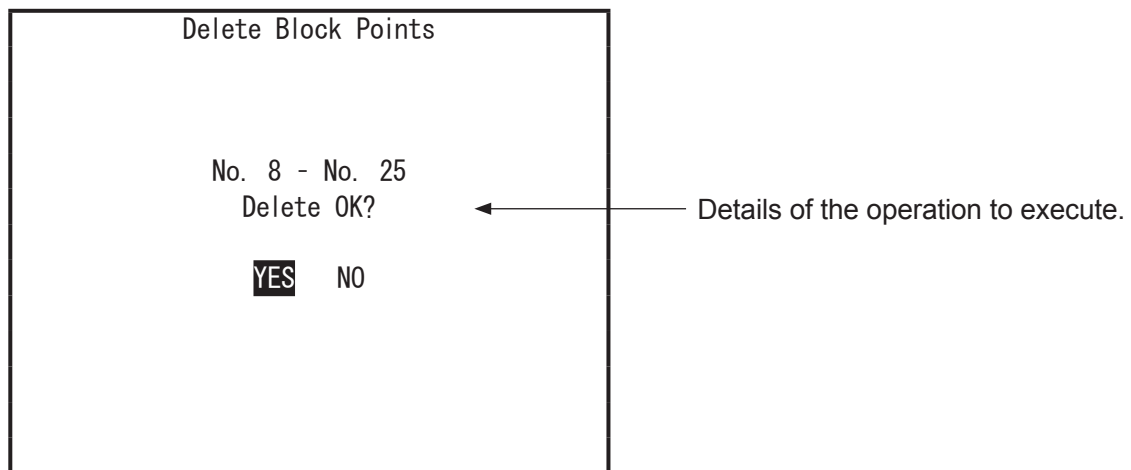 Delete Block Points
No. 8 - No. 25
Delete OK?
Details of the operation to execute.
YES NO